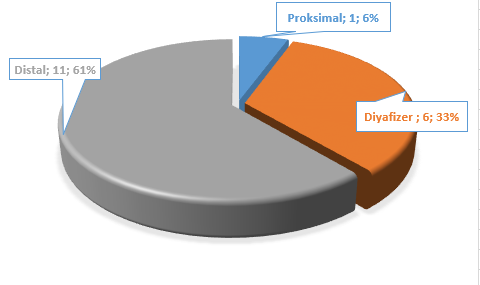 Proksimal; 1; 6%
Distal; 11; 61%
Diyafizer ; 6; 33%